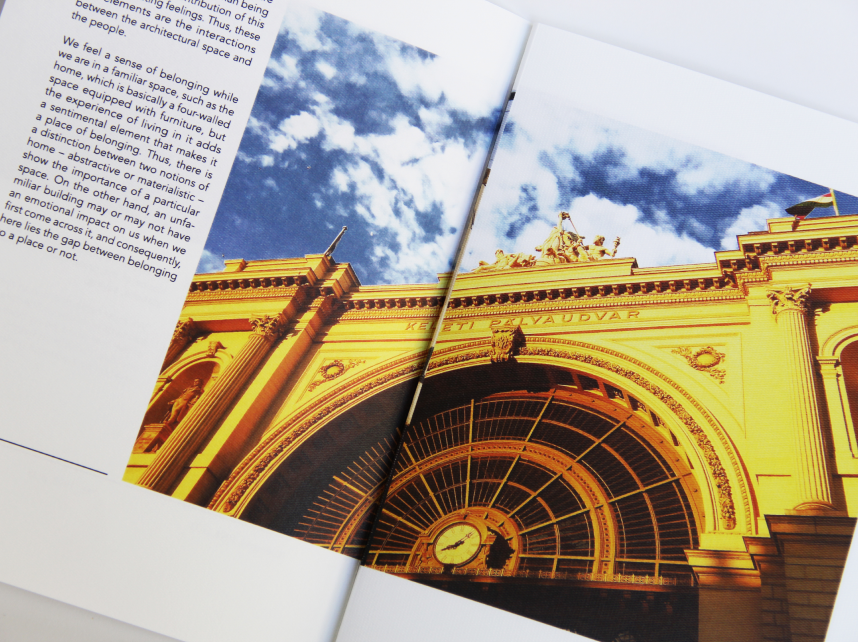 ribution of this
ing feelings. Thus, these
elements are the interactions
between the architectural space and
the people.
We feel a sense of belonging while
we are in a familiar space, such as the
home, which is basically a four-walled
space equipped with furniture, but
the experience of living in it adds
a sentimental element that makes it
a place of belonging. Thus, there is
a distinction between two notions of
home – abstractive or materialistic –
show the importance of a particular
space. On the other hand, an unfa-
miliar building may or may not have
an emotional impact on us when we
first come across it, and consequently,
here lies the gap between belonging
o a place or not.
KELETI PÁLYAUDVAR